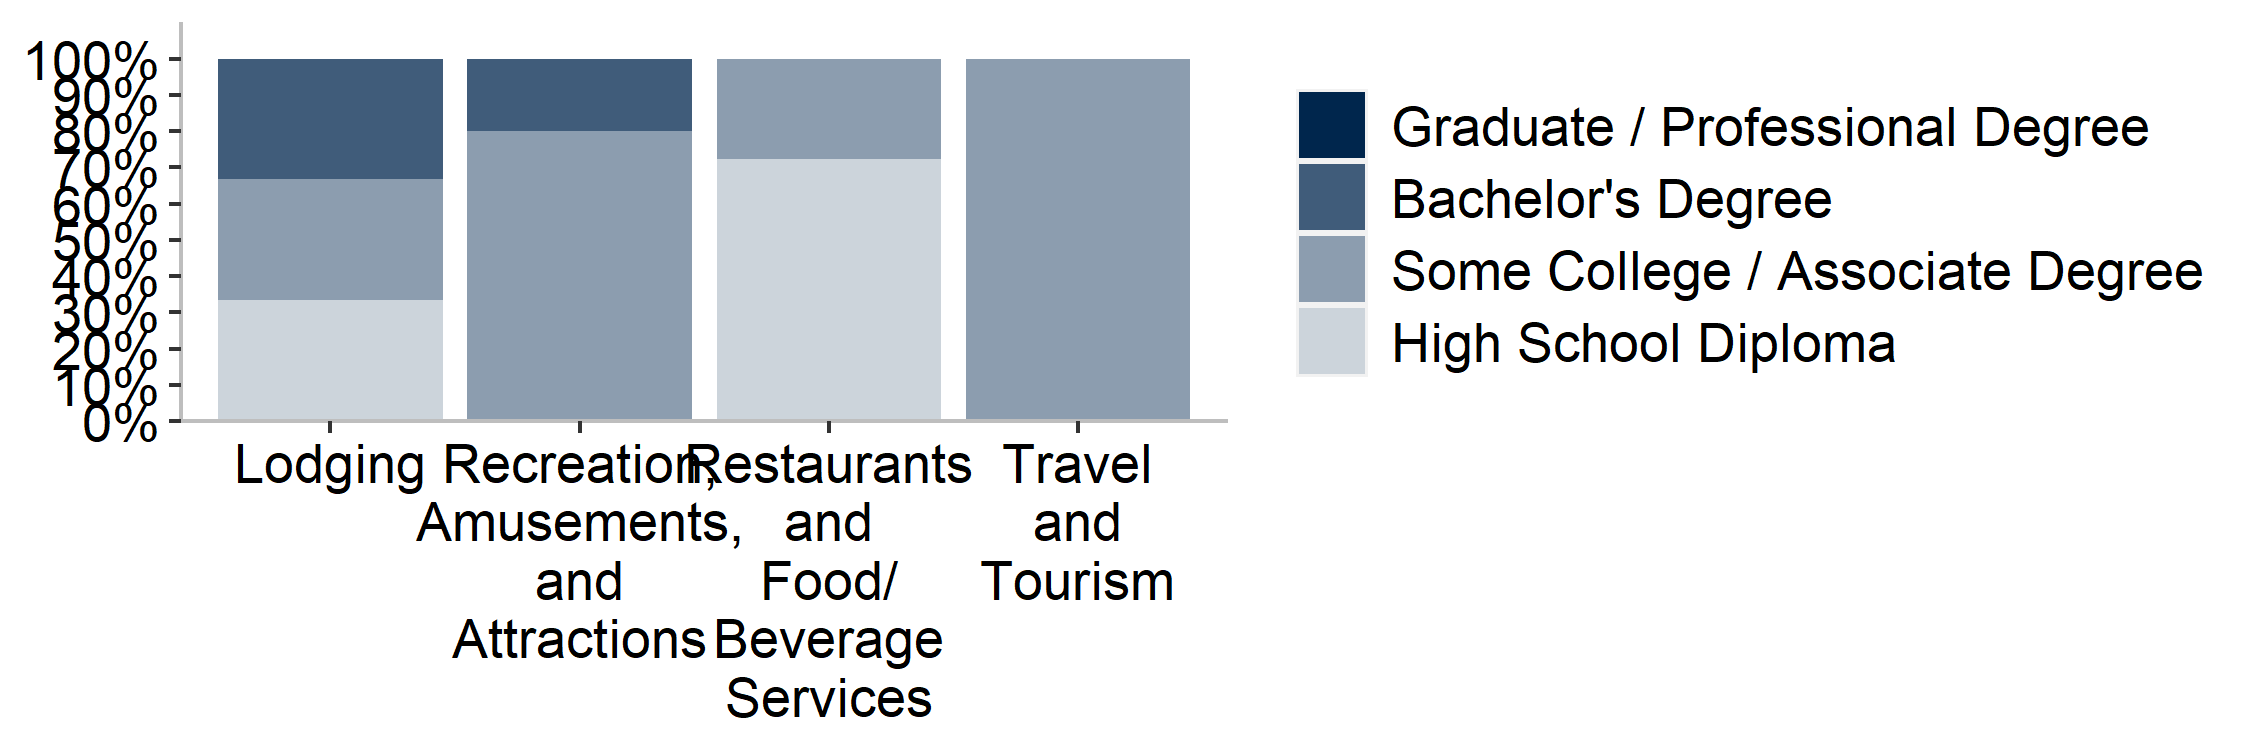 100%
90%
80%
70%
60%
50%
40%
30%
20%
10%
0%
Lodging
Recreation,
Amusements,
and
Attractions
Restaurants
and
Food/
Beverage
Services
Travel
and
Tourism
Graduate / Professional Degree
Bachelor's Degree
Some College / Associate Degree
High School Diploma